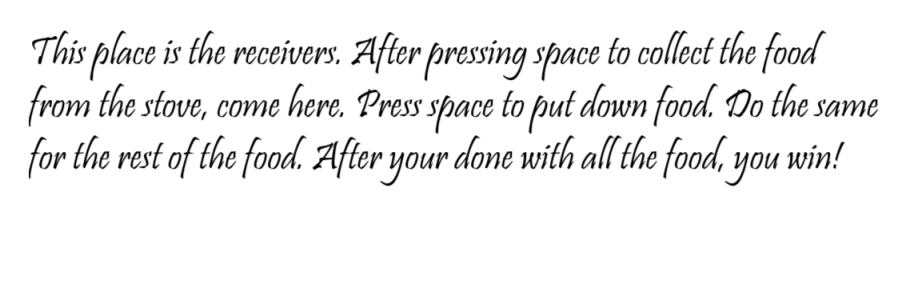 This place is the receivers. After pressing space to collect the food
from the stove, come here. Press space to put down food. Do the same
for the rest of the food. After your done with all the food, you win!